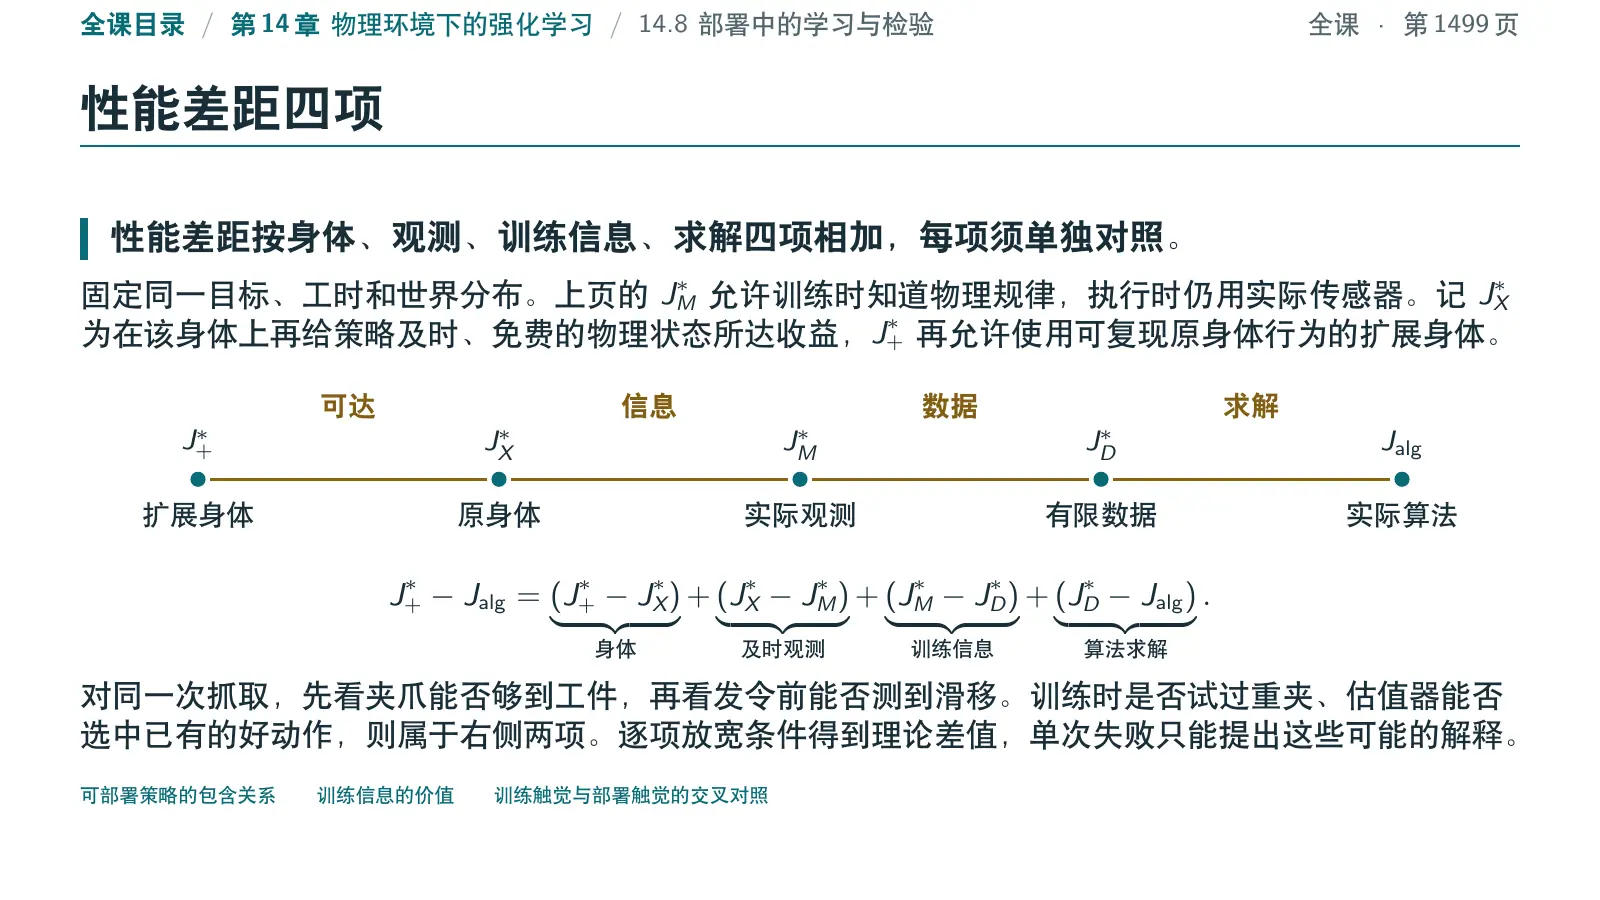 全课目录 / 第 14 章 物理环境下的强化学习 / 14.8 部署中的学习与检验
全课 · 第 1499 页
性能差距四项
性能差距按身体、观测、训练信息、求解四项相加，每项须单独对照。
固定同一目标、工时和世界分布。上页的 J*_M 允许训练时知道物理规律，执行时仍用实际传感器。记 J*_X
为在该身体上再给策略及时、免费的物理状态所达收益，J*_+ 再允许使用可复现原身体行为的扩展身体。
可达 信息 数据 求解
J*_+ J*_X J*_M J*_D J_alg
扩展身体 原身体 实际观测 有限数据 实际算法
J*_+ − J_alg = (J*_+ − J*_X) + (J*_X − J*_M) + (J*_M − J*_D) + (J*_D − J_alg).
身体 及时观测 训练信息 算法求解
对同一次抓取，先看夹爪能否够到工件，再看发令前能否测到滑移。训练时是否试过重夹、估值器能否
选中已有的好动作，则属于右侧两项。逐项放宽条件得到理论差值，单次失败只能提出这些可能的解释。
可部署策略的包含关系 训练信息的价值 训练触觉与部署触觉的交叉对照